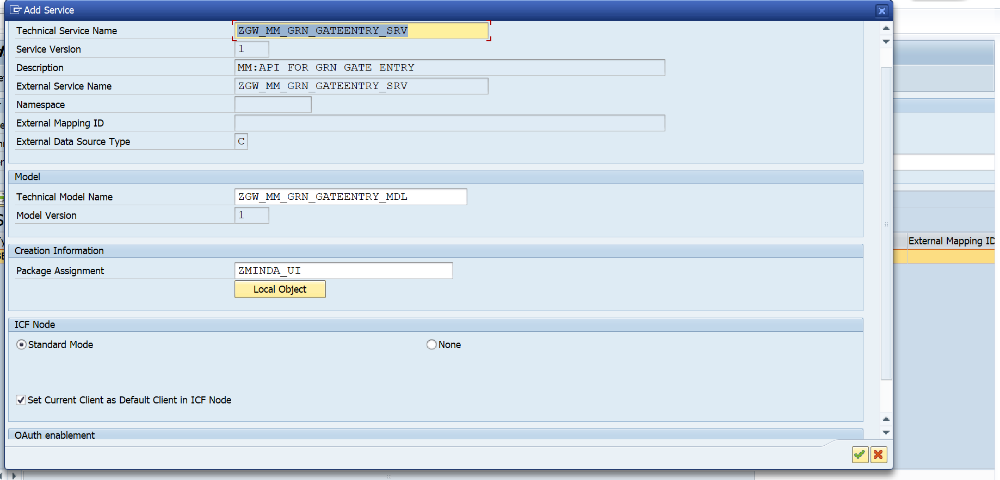 Add Service
Technical Service Name ZGW_MM_GRN_GATEENTRY_SRV
Service Version 1
Description MM:API FOR GRN GATE ENTRY
External Service Name ZGW_MM_GRN_GATEENTRY_SRV
Namespace
External Mapping ID
External Data Source Type C
Model
Technical Model Name ZGW_MM_GRN_GATEENTRY_MDL
Model Version 1
External Mapping ID
Creation Information
Package Assignment ZMINDA_UI
Local Object
ICF Node
Standard Mode None
Set Current Client as Default Client in ICF Node
OAuth enablement